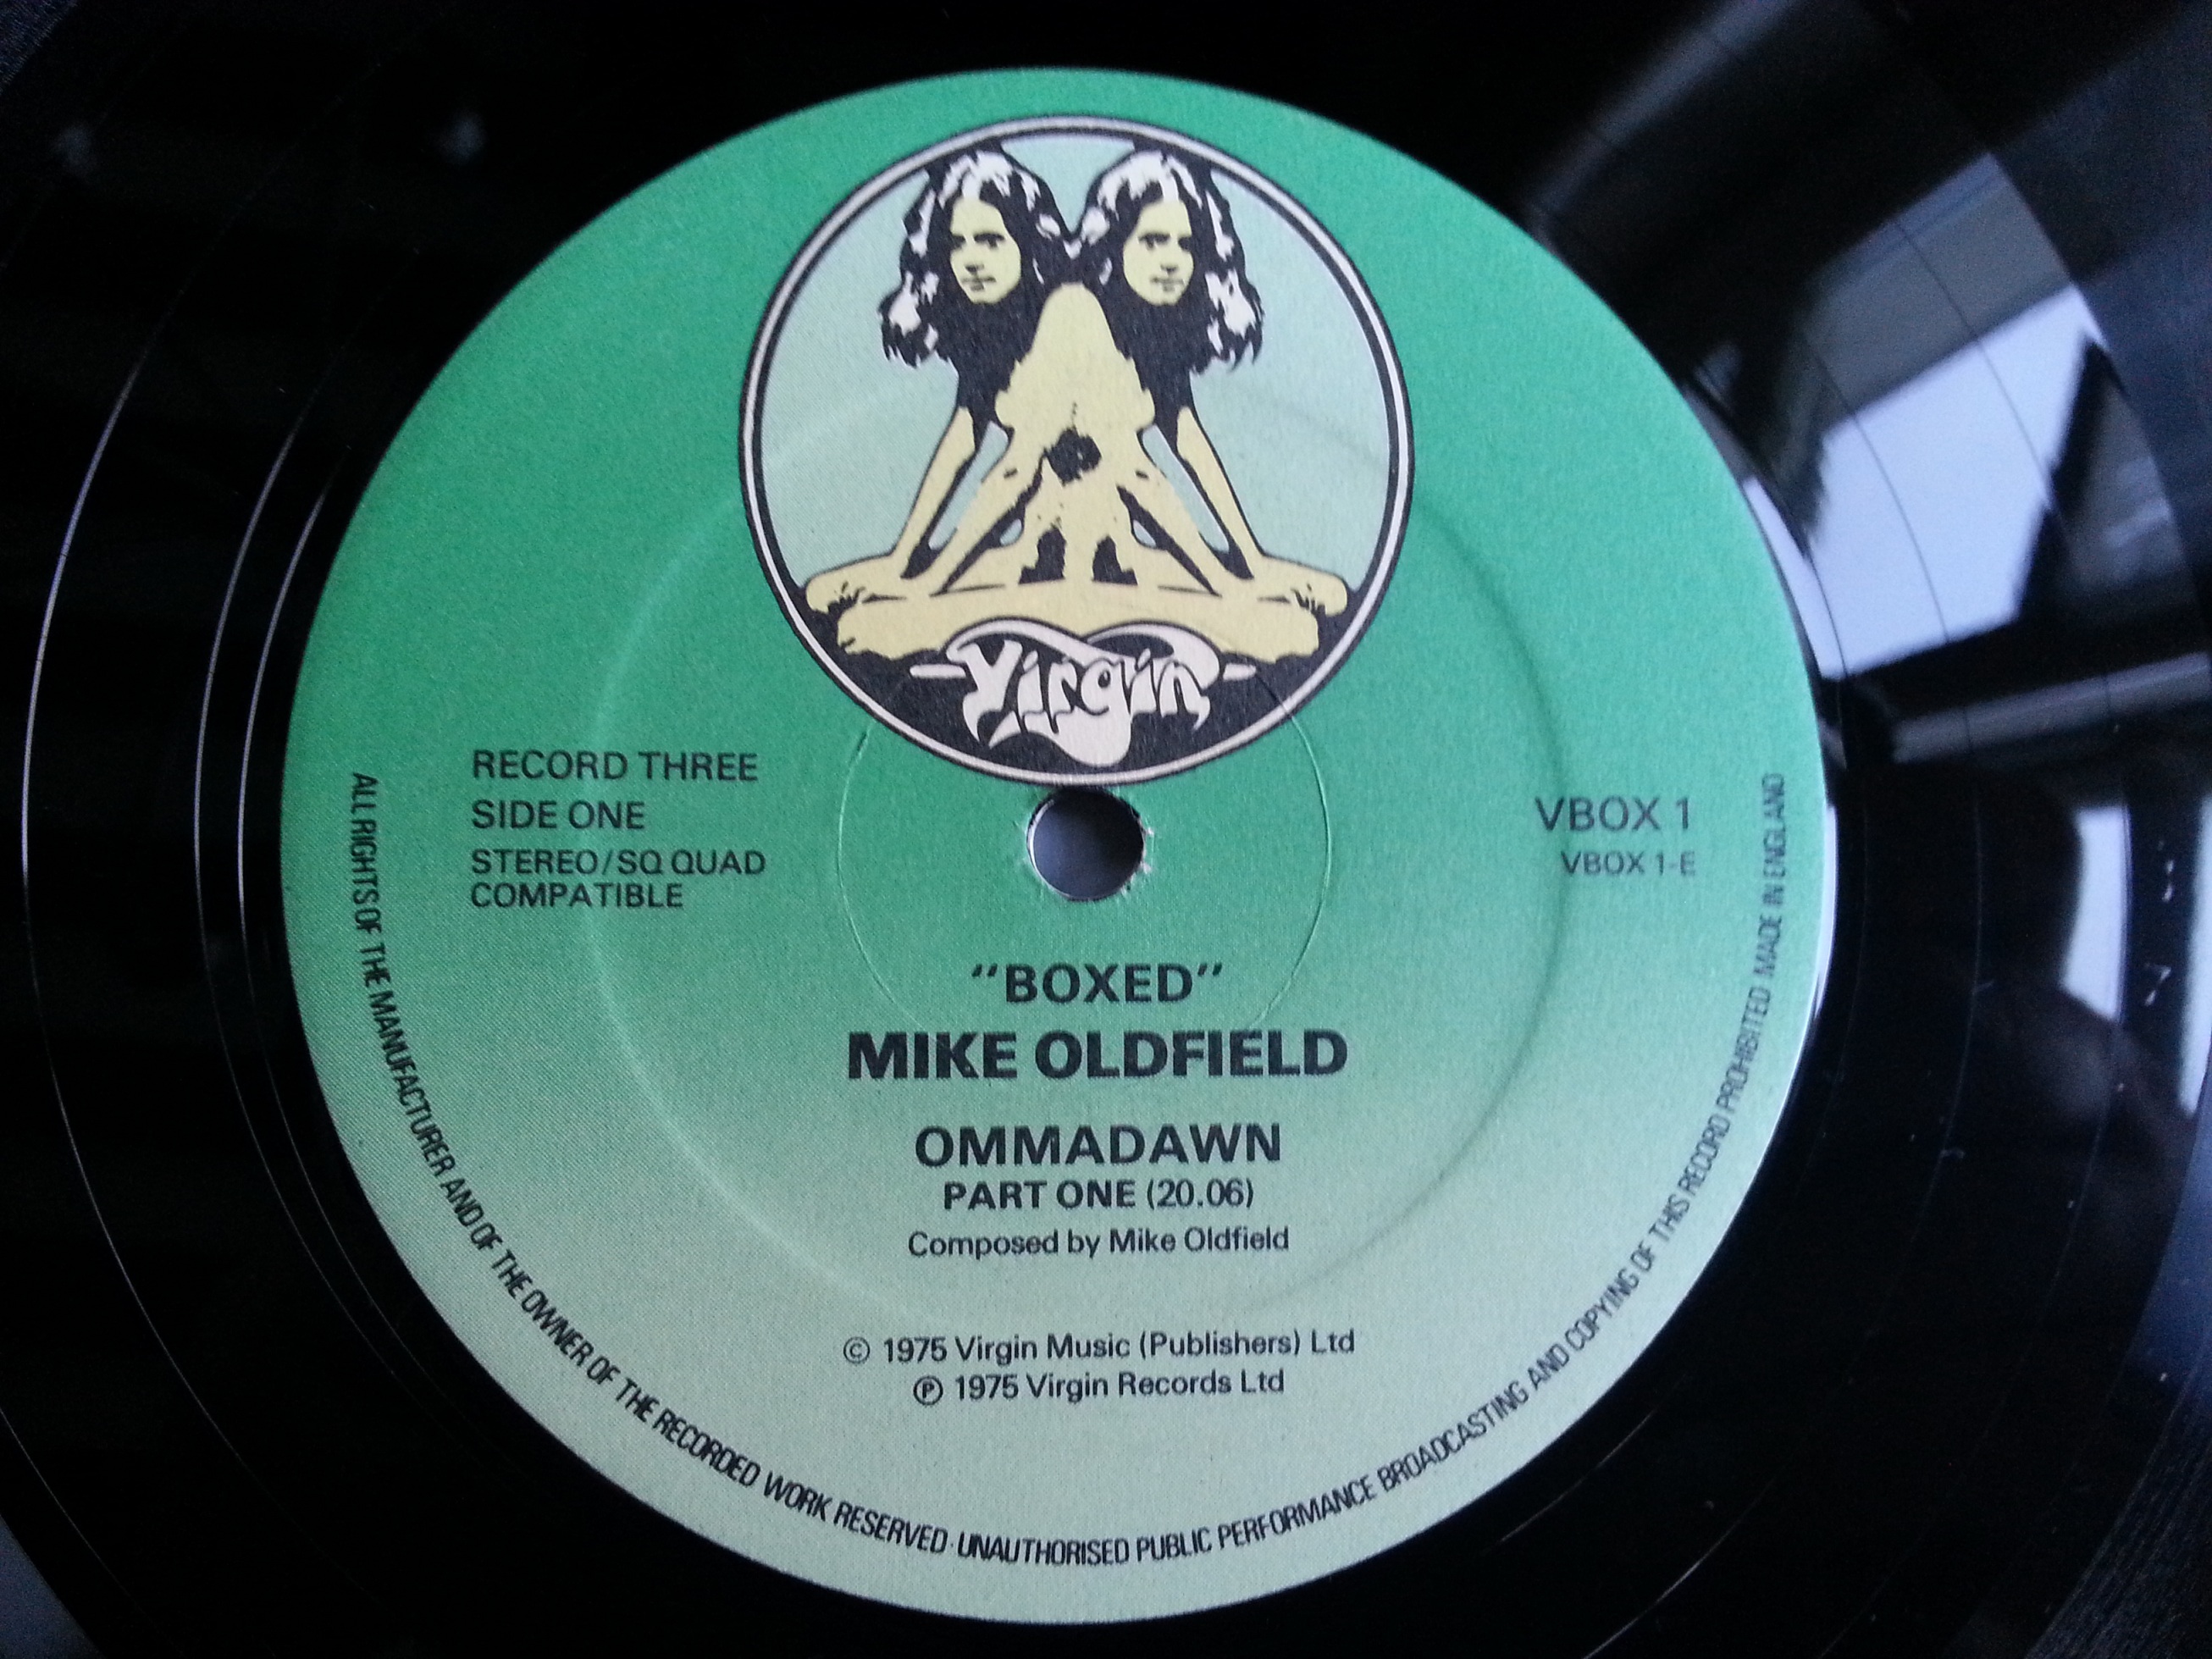 Virgin
RECORD THREE
SIDE ONE
STEREO/SQ QUAD
COMPATIBLE
VBOX 1
VBOX 1-E
"BOXED"
MIKE OLDFIELD
OMMADAWN
PART ONE (20.06)
Composed by Mike Oldfield
© 1975 Virgin Music (Publishers) Ltd
℗ 1975 Virgin Records Ltd
ALL RIGHTS OF THE MANUFACTURER AND OF THE OWNER OF THE RECORDED WORK RESERVED · UNAUTHORISED PUBLIC PERFORMANCE BROADCASTING AND COPYING OF THIS RECORD PROHIBITED MADE IN ENGLAND